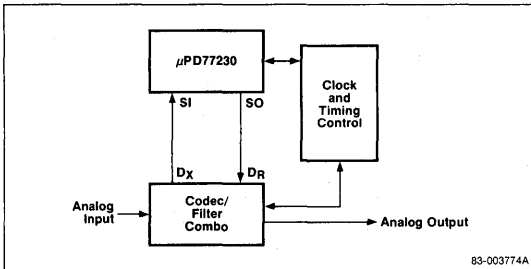 μPD77230
SI
SO
Clock
and
Timing
Control
DX
DR
Analog
Input
Codec/
Filter
Combo
Analog Output
83-003774A